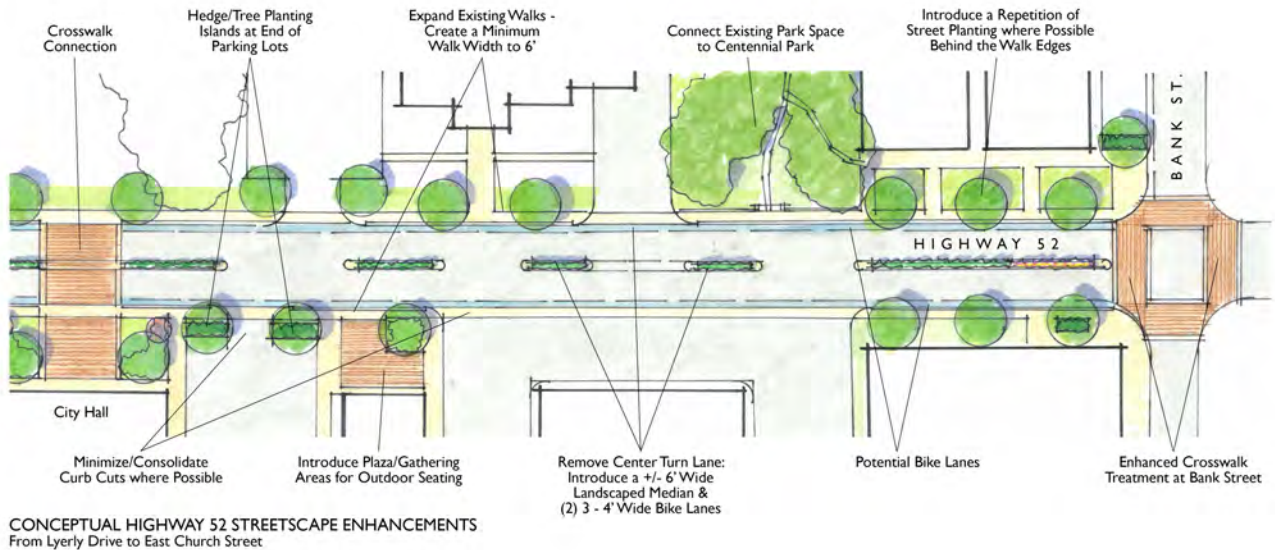 Crosswalk
Connection
Hedge/Tree Planting
Islands at End of
Parking Lots
Expand Existing Walks -
Create a Minimum
Walk Width to 6'
Connect Existing Park Space
to Centennial Park
Introduce a Repetition of
Street Planting where Possible
Behind the Walk Edges
BANK ST.
HIGHWAY 52
City Hall
Minimize/Consolidate
Curb Cuts where Possible
Introduce Plaza/Gathering
Areas for Outdoor Seating
Remove Center Turn Lane:
Introduce a +/- 6' Wide
Landscaped Median &
(2) 3 - 4' Wide Bike Lanes
Potential Bike Lanes
Enhanced Crosswalk
Treatment at Bank Street
CONCEPTUAL HIGHWAY 52 STREETSCAPE ENHANCEMENTS
From Lyerly Drive to East Church Street